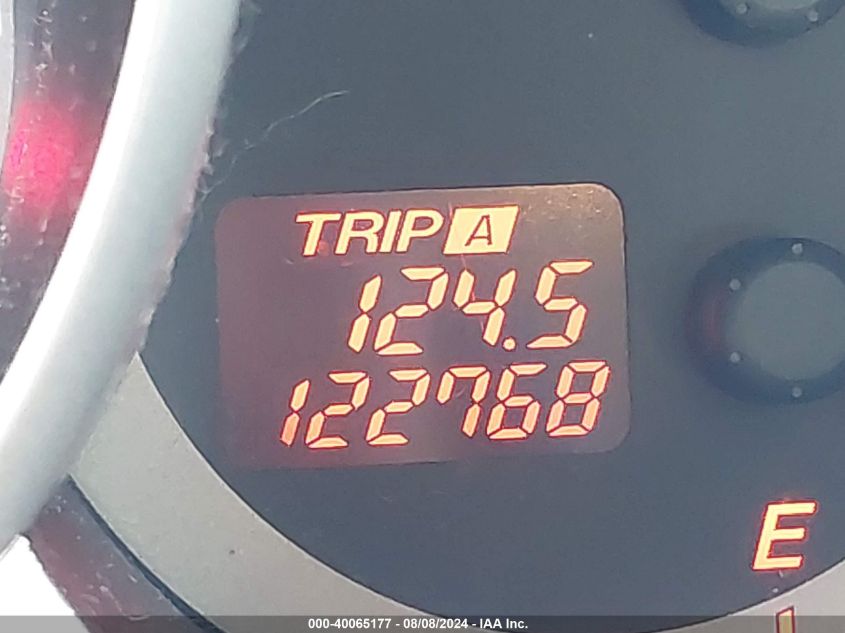 TRIP A
124.5
122768
E
000-40065177 - 08/08/2024 - IAA Inc.